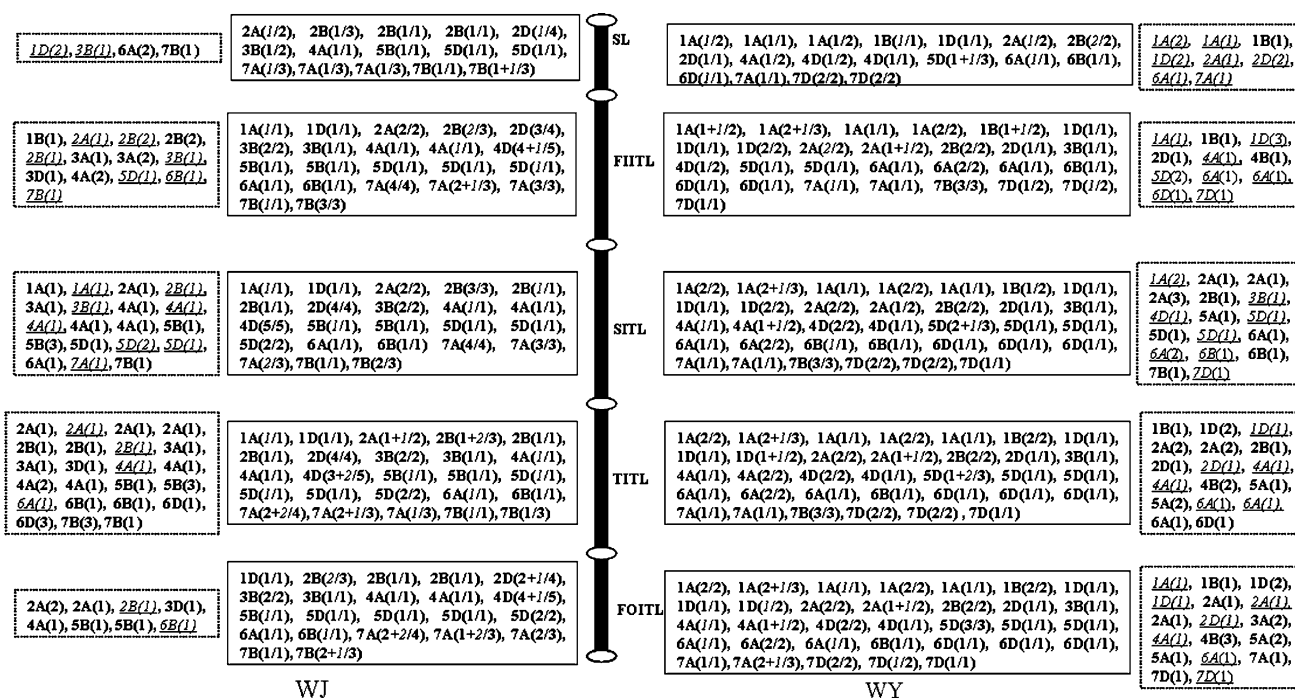 SL
1D(2), 3B(1), 6A(2), 7B(1)
2A(1/2), 2B(1/3), 2B(1/1), 2B(1/1), 2D(1/4),
3B(1/2), 4A(1/1), 5B(1/1), 5D(1/1), 5D(1/1),
7A(1/3), 7A(1/3), 7A(1/3), 7B(1/1), 7B(1+1/3)
1A(1/2), 1A(1/1), 1A(1/2), 1B(1/1), 1D(1/1), 2A(1/2), 2B(2/2),
2D(1/1), 4A(1/2), 4D(1/2), 4D(1/1), 5D(1+1/3), 6A(1/1), 6B(1/1),
6D(1/1), 7A(1/1), 7D(2/2), 7D(2/2)
1A(2), 1A(1), 1B(1),
1D(2), 2A(1), 2D(2),
6A(1), 7A(1)
FIITL
1B(1), 2A(1), 2B(2), 2B(2),
2B(1), 3A(1), 3A(2), 3B(1),
3D(1), 4A(2), 5D(1), 6B(1),
7B(1)
1A(1/1), 1D(1/1), 2A(2/2), 2B(2/3), 2D(3/4),
3B(2/2), 3B(1/1), 4A(1/1), 4A(1/1), 4D(4+1/5),
5B(1/1), 5B(1/1), 5D(1/1), 5D(1/1), 5D(1/1),
6A(1/1), 6B(1/1), 7A(4/4), 7A(2+1/3), 7A(3/3),
7B(1/1), 7B(3/3)
1A(1+1/2), 1A(2+1/3), 1A(1/1), 1A(2/2), 1B(1+1/2), 1D(1/1),
1D(1/1), 1D(2/2), 2A(2/2), 2A(1+1/2), 2B(2/2), 2D(1/1), 3B(1/1),
4D(1/2), 5D(1/1), 5D(1/1), 6A(1/1), 6A(2/2), 6A(1/1), 6B(1/1),
6D(1/1), 6D(1/1), 7A(1/1), 7A(1/1), 7B(3/3), 7D(1/2), 7D(1/2),
7D(1/1)
1A(1), 1B(1), 1D(3),
2D(1), 4A(1), 4B(1),
5D(2), 6A(1), 6A(1),
6D(1), 7D(1)
SITL
1A(1), 1A(1), 2A(1), 2B(1),
3A(1), 3B(1), 4A(1), 4A(1),
4A(1), 4A(1), 4A(1), 5B(1),
5B(3), 5D(1), 5D(2), 5D(1),
6A(1), 7A(1), 7B(1)
1A(1/1), 1D(1/1), 2A(2/2), 2B(3/3), 2B(1/1),
2B(1/1), 2D(4/4), 3B(2/2), 4A(1/1), 4A(1/1),
4D(5/5), 5B(1/1), 5B(1/1), 5D(1/1), 5D(1/1),
5D(2/2), 6A(1/1), 6B(1/1) 7A(4/4), 7A(3/3),
7A(2/3), 7B(1/1), 7B(2/3)
1A(2/2), 1A(2+1/3), 1A(1/1), 1A(2/2), 1A(1/1), 1B(1/2), 1D(1/1),
1D(1/1), 1D(2/2), 2A(2/2), 2A(1/2), 2B(2/2), 2D(1/1), 3B(1/1),
4A(1/1), 4A(1+1/2), 4D(2/2), 4D(1/1), 5D(2+1/3), 5D(1/1), 5D(1/1),
6A(1/1), 6A(2/2), 6B(1/1), 6B(1/1), 6D(1/1), 6D(1/1), 6D(1/1),
7A(1/1), 7A(1/1), 7B(3/3), 7D(2/2), 7D(2/2), 7D(1/1)
1A(2), 2A(1), 2A(1),
2A(3), 2B(1), 3B(1),
4D(1), 5A(1), 5D(1),
5D(1), 5D(1), 6A(1),
6A(2), 6B(1), 6B(1),
7B(1), 7D(1)
TITL
2A(1), 2A(1), 2A(1), 2A(1),
2B(1), 2B(1), 2B(1), 3A(1),
3A(1), 3D(1), 4A(1), 4A(1),
4A(2), 4A(1), 5B(1), 5B(3),
6A(1), 6B(1), 6B(1), 6D(1),
6D(3), 7B(3), 7B(1)
1A(1/1), 1D(1/1), 2A(1+1/2), 2B(1+2/3), 2B(1/1),
2B(1/1), 2D(4/4), 3B(2/2), 3B(1/1), 4A(1/1),
4A(1/1), 4D(3+2/5), 5B(1/1), 5B(1/1), 5D(1/1),
5D(1/1), 5D(1/1), 5D(2/2), 6A(1/1), 6B(1/1),
7A(2+2/4), 7A(2+1/3), 7A(1/3), 7B(1/1), 7B(1/3)
1A(2/2), 1A(2+1/3), 1A(1/1), 1A(2/2), 1A(1/1), 1B(2/2), 1D(1/1),
1D(1/1), 1D(1+1/2), 2A(2/2), 2A(1+1/2), 2B(2/2), 2D(1/1), 3B(1/1),
4A(1/1), 4A(2/2), 4D(2/2), 4D(1/1), 5D(1+2/3), 5D(1/1), 5D(1/1),
6A(1/1), 6A(2/2), 6A(1/1), 6B(1/1), 6D(1/1), 6D(1/1), 6D(1/1),
7A(1/1), 7A(1/1), 7B(3/3), 7D(2/2), 7D(2/2) , 7D(1/1)
1B(1), 1D(2), 1D(1),
2A(2), 2A(2), 2B(1),
2D(1), 2D(1), 4A(1),
4A(1), 4B(2), 5A(1),
5A(2), 6A(1), 6A(1),
6A(1), 6D(1)
FOITL
2A(2), 2A(1), 2B(1), 3D(1),
4A(1), 5B(1), 5B(1), 6B(1)
1D(1/1), 2B(2/3), 2B(1/1), 2B(1/1), 2D(2+1/4),
3B(2/2), 3B(1/1), 4A(1/1), 4A(1/1), 4D(4+1/5),
5B(1/1), 5D(1/1), 5D(1/1), 5D(1/1), 5D(2/2),
6A(1/1), 6B(1/1), 7A(2+2/4), 7A(1+2/3), 7A(2/3),
7B(1/1), 7B(2+1/3)
1A(2/2), 1A(2+1/3), 1A(1/1), 1A(2/2), 1A(1/1), 1B(2/2), 1D(1/1),
1D(1/1), 1D(1/2), 2A(2/2), 2A(1+1/2), 2B(2/2), 2D(1/1), 3B(1/1),
4A(1/1), 4A(1+1/2), 4D(2/2), 4D(1/1), 5D(3/3), 5D(1/1), 5D(1/1),
6A(1/1), 6A(2/2), 6A(1/1), 6B(1/1), 6D(1/1), 6D(1/1), 6D(1/1),
7A(1/1), 7A(2+1/3), 7D(2/2), 7D(1/2), 7D(1/1)
1A(1), 1B(1), 1D(2),
1D(1), 2A(1), 2A(1),
2A(1), 2D(1), 3A(2),
4A(1), 4B(3), 5A(2),
5A(1), 6A(1), 7A(1),
7D(1), 7D(1)
WJ
WY